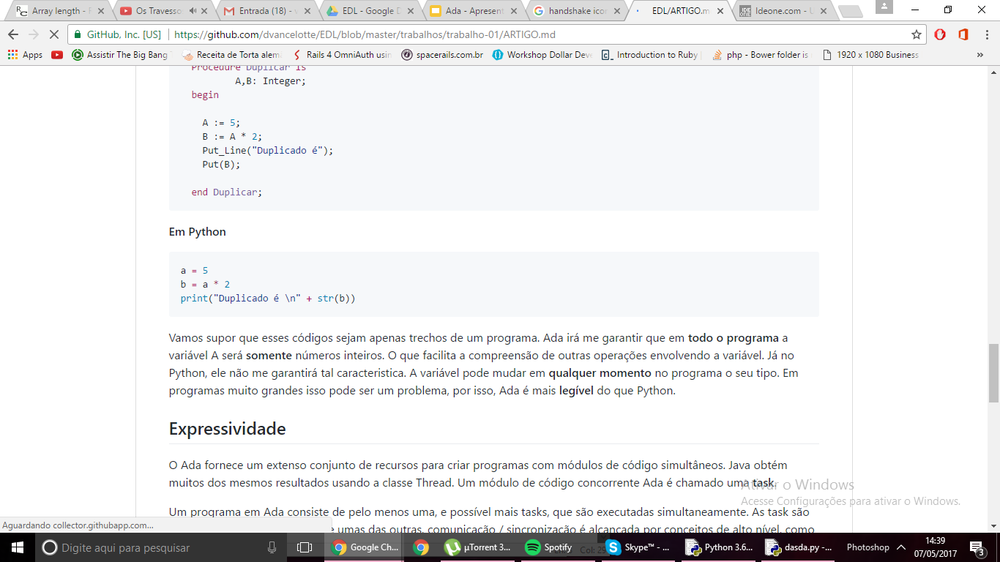 Array length - F
Os Travesso
Entrada (18) - v
EDL - Google D
Ada - Apresent
handshake icor
EDL/ARTIGO.m
Ideone.com - U
GitHub, Inc. [US]
https://github.com/dvancelotte/EDL/blob/master/trabalhos/trabalho-01/ARTIGO.md
Apps
Assistir The Big Bang
Receita de Torta alem
Rails 4 OmniAuth usin
spacerails.com.br
Workshop Dollar Deve
Introduction to Ruby
php - Bower folder is
1920 x 1080 Business
»
Procedure Duplicar is
A,B: Integer;
begin
A := 5;
B := A * 2;
Put_Line("Duplicado é");
Put(B);
end Duplicar;
Em Python
a = 5
b = a * 2
print("Duplicado é \n" + str(b))
Vamos supor que esses códigos sejam apenas trechos de um programa. Ada irá me garantir que em todo o programa a
variável A será somente números inteiros. O que facilita a compreensão de outras operações envolvendo a variável. Já no
Python, ele não me garantirá tal caracteristica. A variável pode mudar em qualquer momento no programa o seu tipo. Em
programas muito grandes isso pode ser um problema, por isso, Ada é mais legível do que Python.
Expressividade
O Ada fornece um extenso conjunto de recursos para criar programas com módulos de código simultâneos. Java obtém
muitos dos mesmos resultados usando a classe Thread. Um módulo de código concorrente Ada é chamado uma task.
Ativar o Windows
Acesse Configurações para ativar o Windows.
Um programa em Ada consiste de pelo menos uma, e possível mais tasks, que são executadas simultaneamente. As task são
Aguardando collector.githubapp.com...
e umas das outras, comunicação / sincronização é alcançada por conceitos de alto nível, como
Digite aqui para pesquisar
Google Ch...
µTorrent 3...
Spotify
Col: 29
Skype™ - ...
Python 3.6...
dasda.py -...
Photoshop
14:39
07/05/2017
3